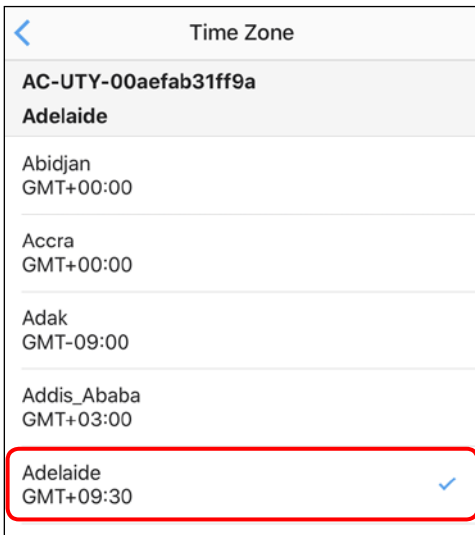 Time Zone
AC-UTY-00aefab31ff9a
Adelaide
Abidjan
GMT+00:00
Accra
GMT+00:00
Adak
GMT-09:00
Addis_Ababa
GMT+03:00
Adelaide
GMT+09:30